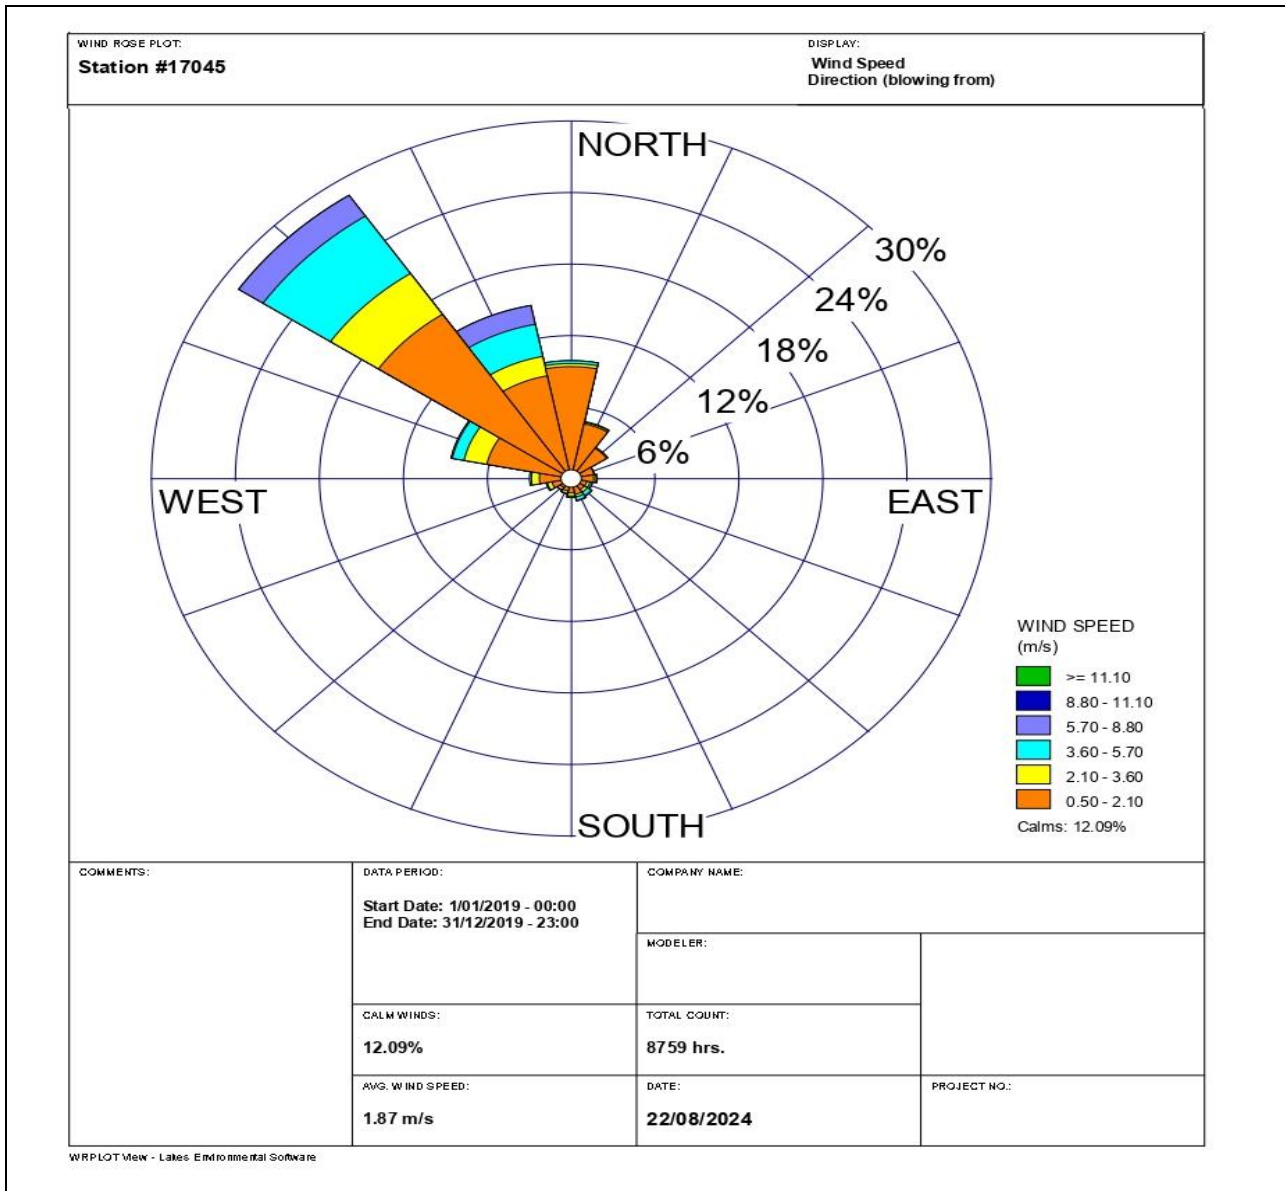 WIND ROSE PLOT:
Station #17045
DISPLAY:
Wind Speed
Direction (blowing from)
NORTH
30%
24%
18%
12%
6%
WEST
EAST
SOUTH
WIND SPEED
(m/s)
>= 11.10
8.80 - 11.10
5.70 - 8.80
3.60 - 5.70
2.10 - 3.60
0.50 - 2.10
Calms: 12.09%
COMMENTS:
DATA PERIOD:
Start Date: 1/01/2019 - 00:00
End Date: 31/12/2019 - 23:00
COMPANY NAME:
MODELER:
CALM WINDS:
12.09%
TOTAL COUNT:
8759 hrs.
AVG. WIND SPEED:
1.87 m/s
DATE:
22/08/2024
PROJECT NO.:
WRPLOT View - Lakes Environmental Software